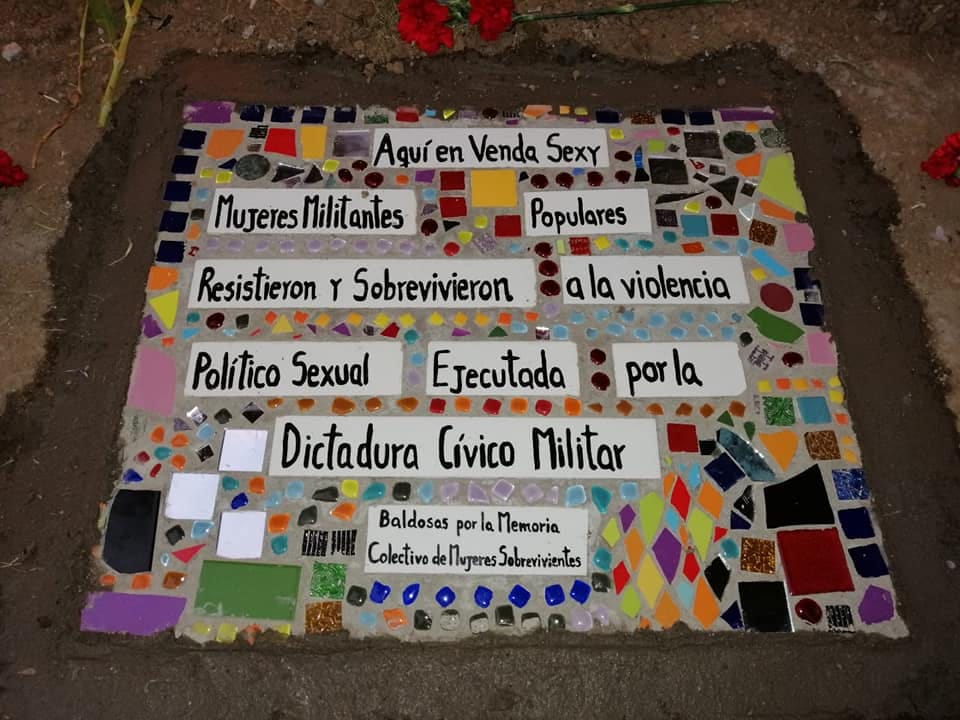 Aquí en Venda Sexy
Mujeres Militantes Populares
Resistieron y Sobrevivieron a la violencia
Político Sexual Ejecutada por la
Dictadura Cívico Militar
Baldosas por la Memoria
Colectivo de Mujeres Sobrevivientes